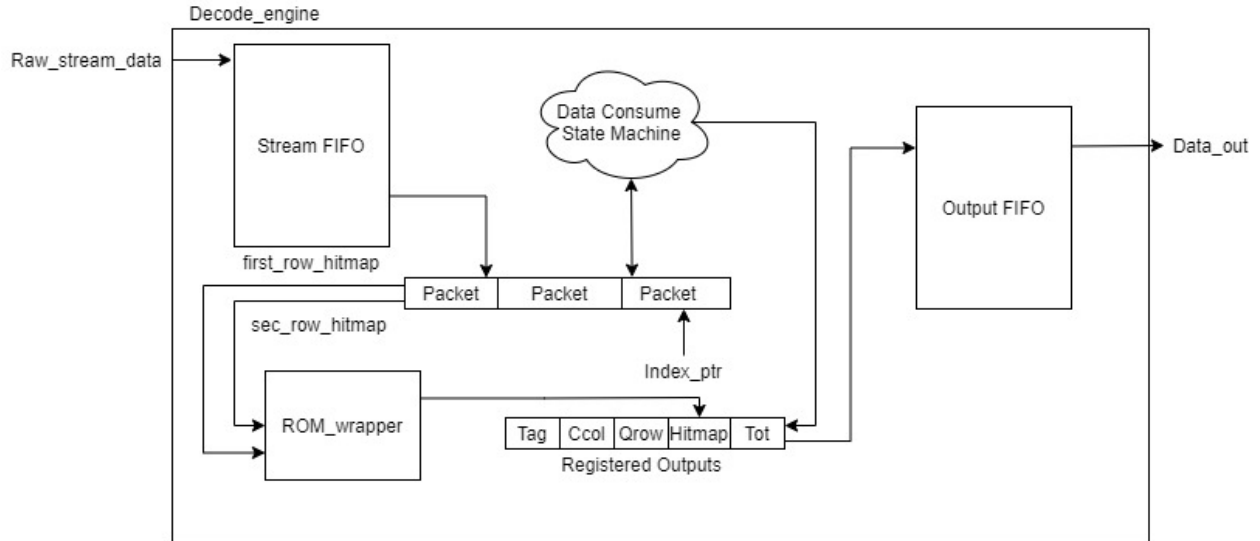 Decode_engine
Raw_stream_data
Stream FIFO
Data Consume
State Machine
Output FIFO
Data_out
first_row_hitmap
Packet
Packet
Packet
sec_row_hitmap
Index_ptr
ROM_wrapper
Tag
Ccol
Qrow
Hitmap
Tot
Registered Outputs